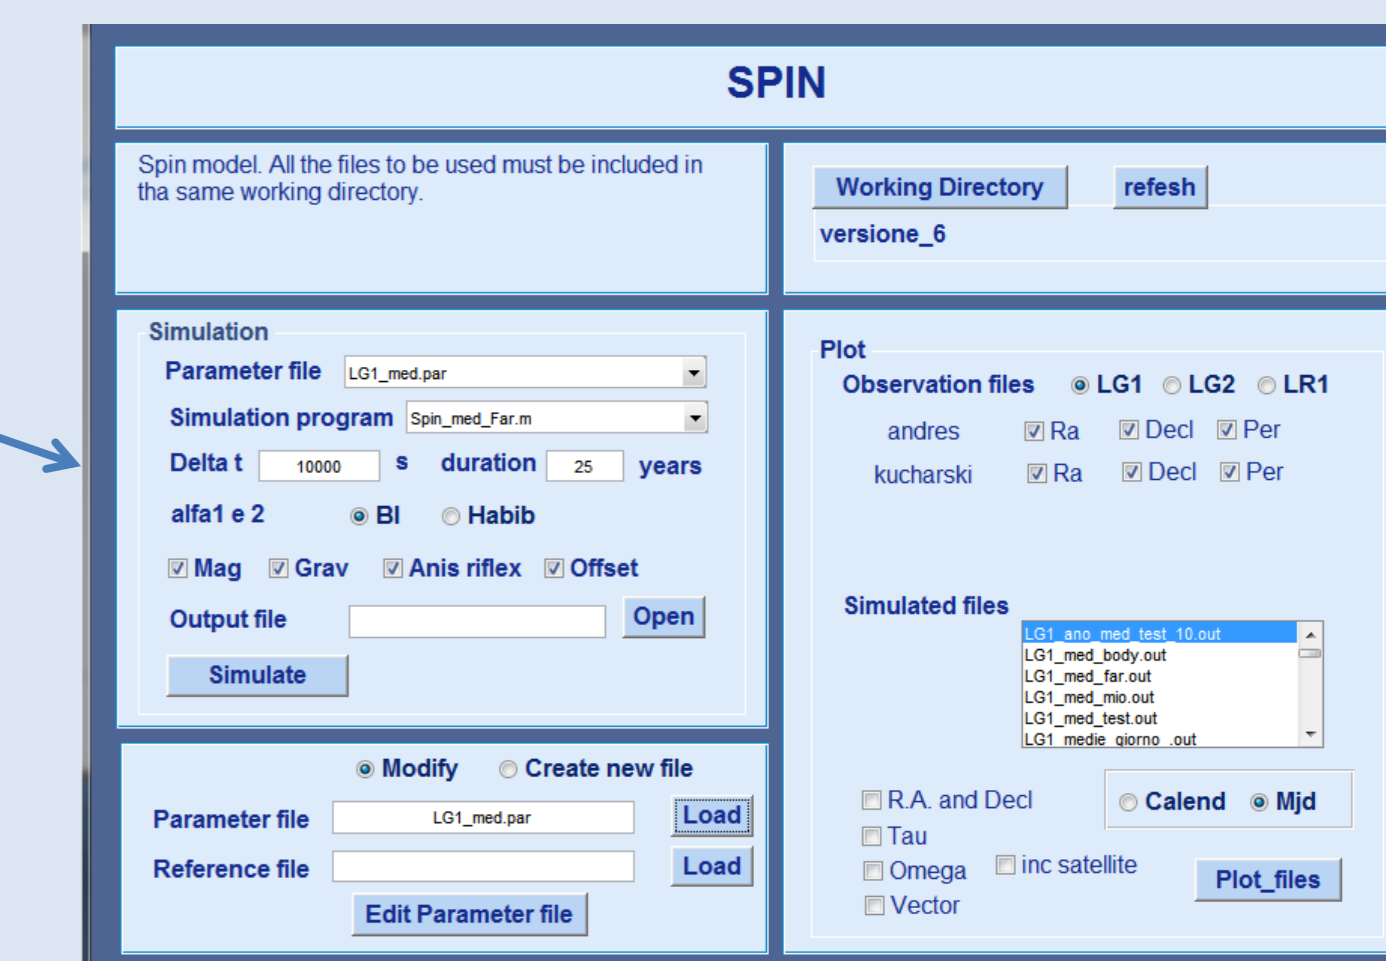 SPIN
Spin model. All the files to be used must be included in
tha same working directory.
Working Directory refesh
versione_6
Simulation
Parameter file LG1_med.par
Simulation program Spin_med_Far.m
Delta t 10000 s duration 25 years
alfa1 e 2 BI Habib
Mag Grav Anis riflex Offset
Output file Open
Simulate
Modify Create new file
Parameter file LG1_med.par Load
Reference file Load
Edit Parameter file
Plot
Observation files LG1 LG2 LR1
andres Ra Decl Per
kucharski Ra Decl Per
Simulated files
LG1_ano_med_test_10.out
LG1_med_body.out
LG1_med_far.out
LG1_med_mio.out
LG1_med_test.out
LG1_medie_giorno_.out
R.A. and Decl Calend Mjd
Tau
Omega inc satellite Plot_files
Vector